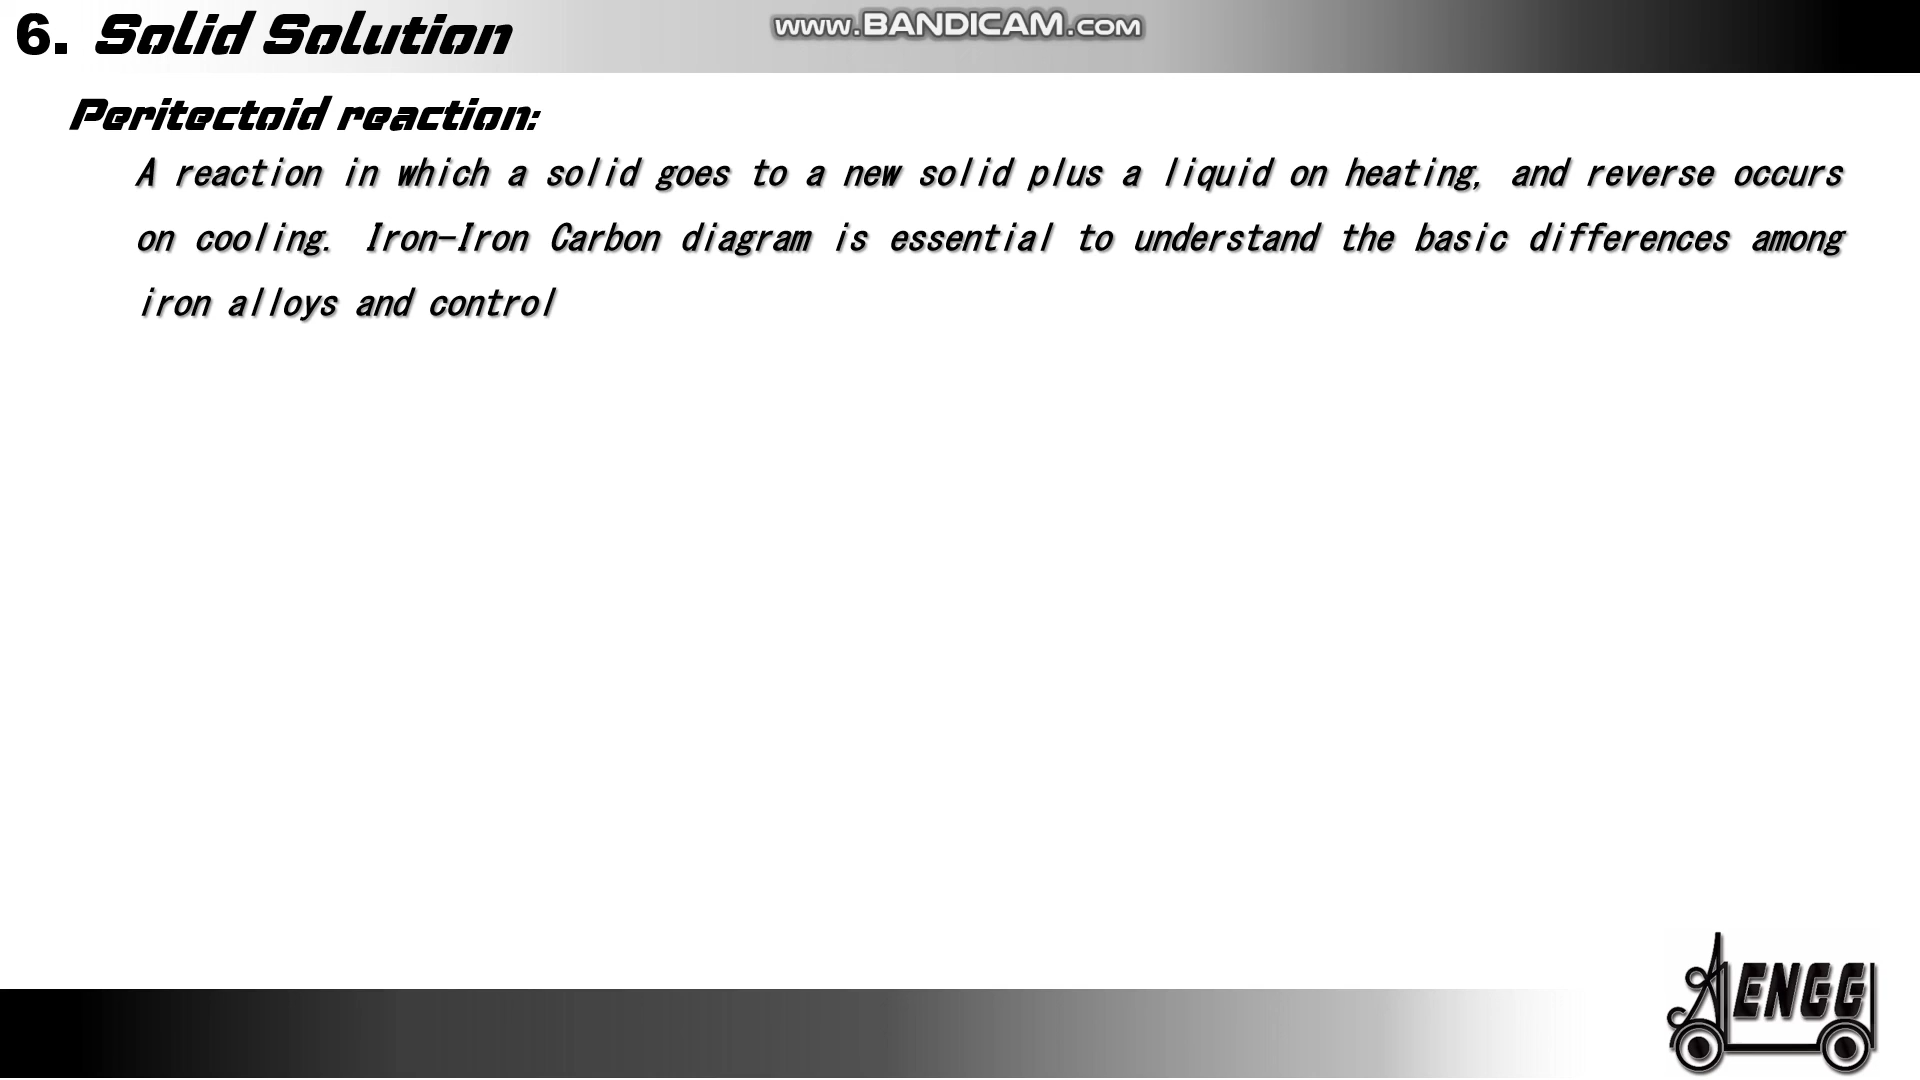 6. Solid Solution
www.BANDICAM.COM
Peritectoid reaction:
A reaction in which a solid goes to a new solid plus a liquid on heating, and reverse occurs
on cooling. Iron-Iron Carbon diagram is essential to understand the basic differences among
iron alloys and control
ENGG